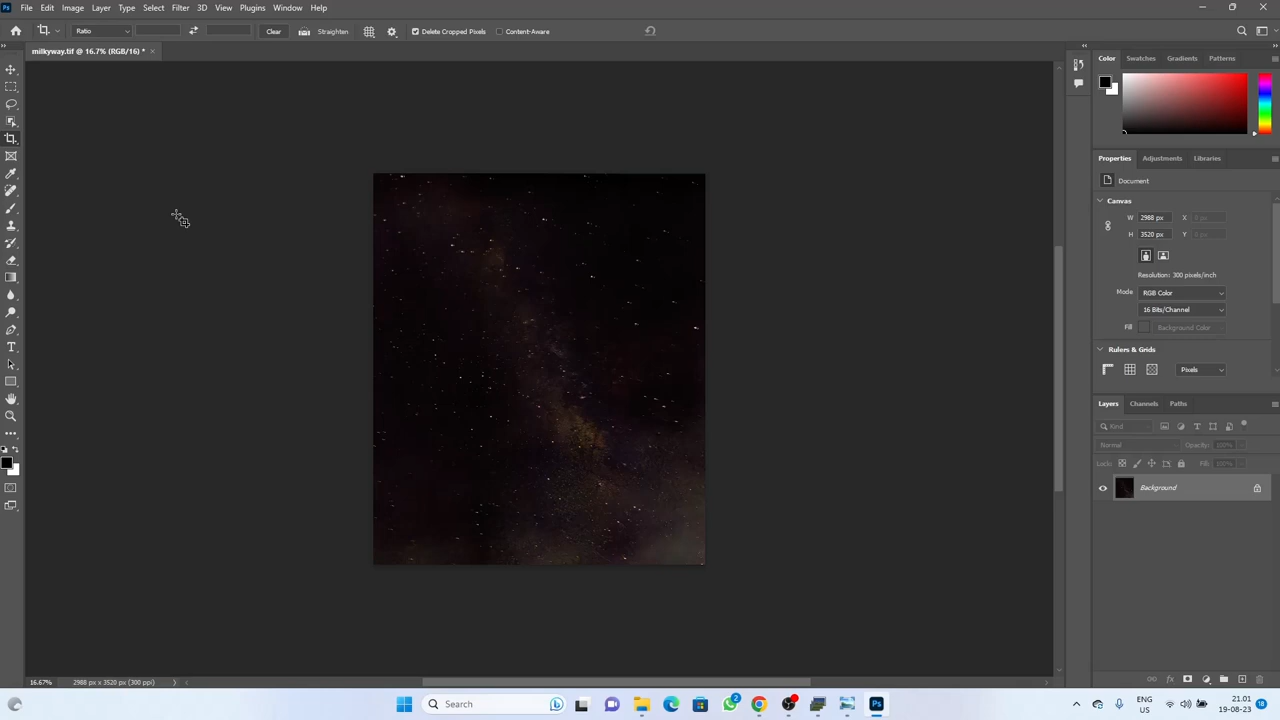 Ps File Edit Image Layer Type Select Filter 3D View Plugins Window Help
Ratio Clear Straighten Delete Cropped Pixels Content-Aware
milkyway.tif @ 16.7% (RGB/16) * ×
Color Swatches Gradients Patterns
Properties Adjustments Libraries
Document
Canvas
W 2988 px X 0 px
H 3520 px Y 0 px
Resolution: 300 pixels/inch
Mode RGB Color
16 Bits/Channel
Fill Background Color
Rulers & Grids
Pixels
Layers Channels Paths
Kind
Normal Opacity: 100%
Lock: Fill: 100%
Background
16.67% 2988 px x 3520 px (300 ppi)
Search
2
Ps
ENG
US
21.01
19-08-23
18